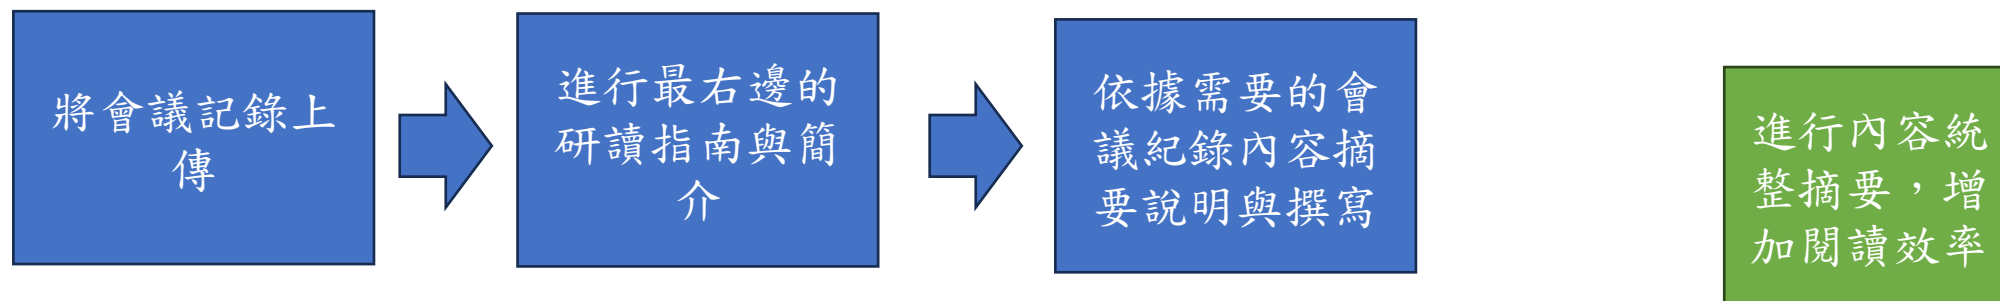 將會議記錄上
傳
進行最右邊的
研讀指南與簡
介
依據需要的會
議紀錄內容摘
要說明與撰寫
進行內容統
整摘要，增
加閱讀效率